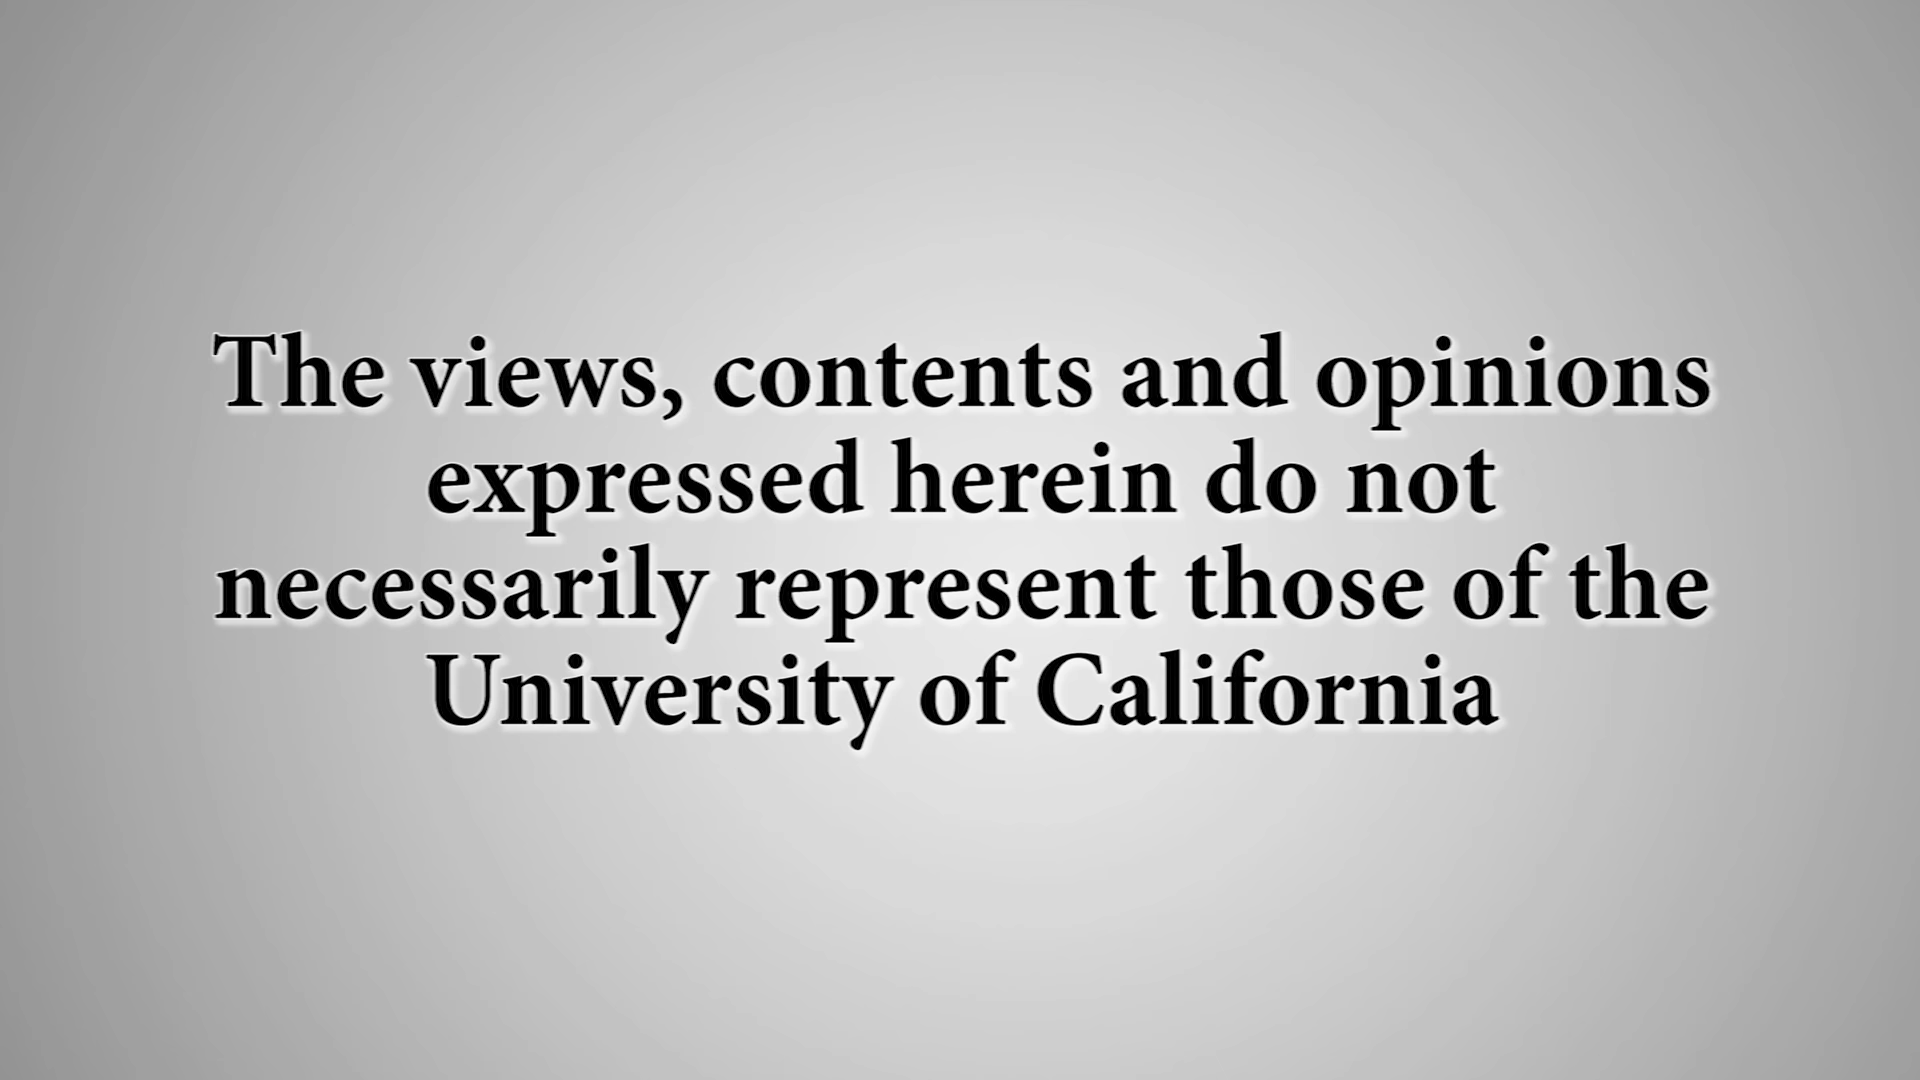 The views, contents and opinions
expressed herein do not
necessarily represent those of the
University of California